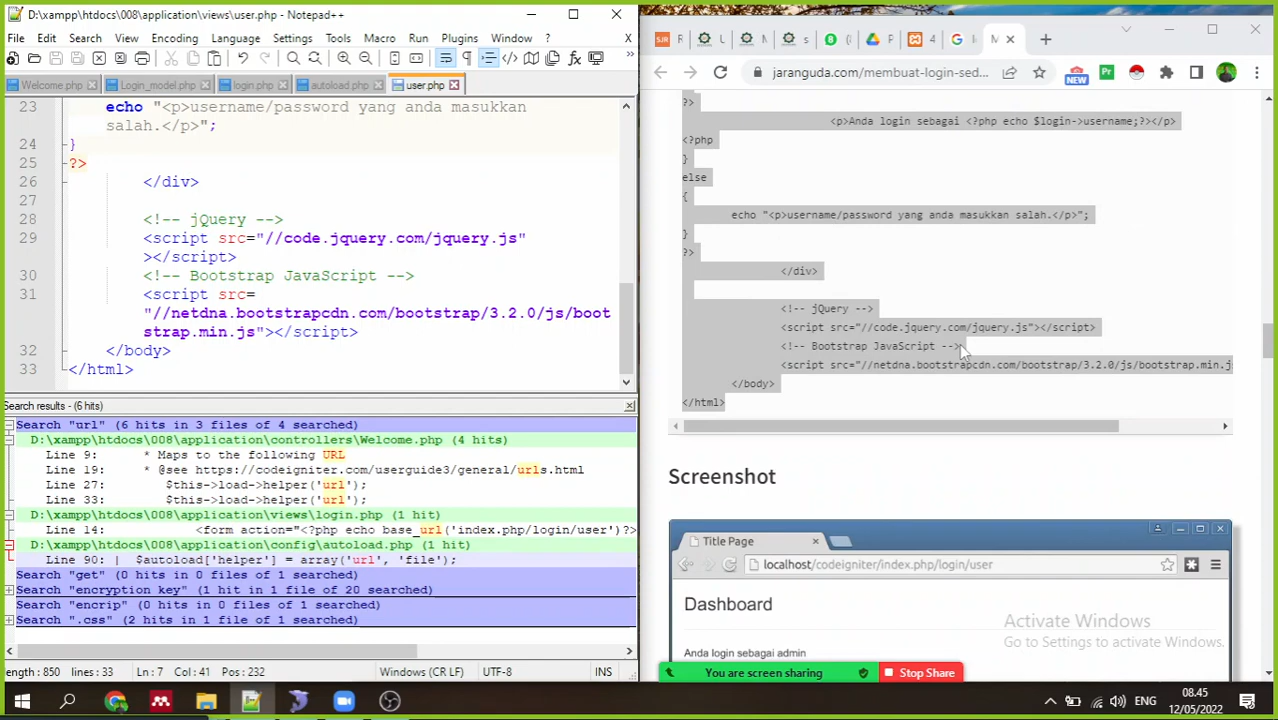 D:\xampp\htdocs\008\application\views\user.php - Notepad++
File Edit Search View Encoding Language Settings Tools Macro Run Plugins Window X
Welcome.php Login_model.php login.php autoload.php user.php
23 echo "<p>username/password yang anda masukkan
salah.</p>";
24 }
25 ?>
26 </div>
27
28 <!-- jQuery -->
29 <script src="//code.jquery.com/jquery.js"
></script>
30 <!-- Bootstrap JavaScript -->
31 <script src=
"//netdna.bootstrapcdn.com/bootstrap/3.2.0/js/boot
strap.min.js"></script>
32 </body>
33 </html>
Search results - (6 hits)
Search "url" (6 hits in 3 files of 4 searched)
D:\xampp\htdocs\008\application\controllers\Welcome.php (4 hits)
Line 9: * Maps to the following URL
Line 19: * @see https://codeigniter.com/userguide3/general/urls.html
Line 27: $this->load->helper('url');
Line 33: $this->load->helper('url');
D:\xampp\htdocs\008\application\views\login.php (1 hit)
Line 14: <form action="<?php echo base_url('index.php/login/user')?>
D:\xampp\htdocs\008\application\config\autoload.php (1 hit)
Line 90: | $autoload['helper'] = array('url', 'file');
Search "get" (0 hits in 0 files of 1 searched)
Search "encryption key" (1 hit in 1 file of 20 searched)
Search "encrip" (0 hits in 0 files of 1 searched)
Search ".css" (2 hits in 1 file of 1 searched)
ength : 850 lines : 33 Ln : 7 Col : 41 Pos : 232 Windows (CR LF) UTF-8 INS
jaranguda.com/membuat-login-sed...
NEW
Pr
?>
<p>Anda login sebagai <?php echo $login->username;?></p>
<?php
}
else
{
echo "<p>username/password yang anda masukkan salah.</p>";
}
?>
</div>
<!-- jQuery -->
<script src="//code.jquery.com/jquery.js"></script>
<!-- Bootstrap JavaScript -->
<script src="//netdna.bootstrapcdn.com/bootstrap/3.2.0/js/bootstrap.min.j
</body>
</html>
Screenshot
Title Page
localhost/codeigniter/index.php/login/user
Dashboard
Anda login sebagai admin
Activate Windows
Go to Settings to activate Windows.
You are screen sharing Stop Share
ENG
08.45
12/05/2022